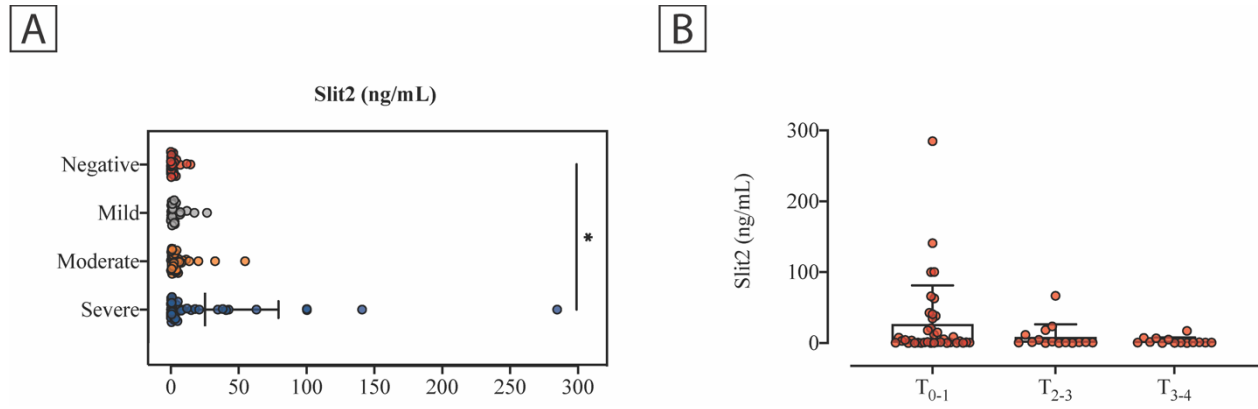 A
Slit2 (ng/mL)
Negative
Mild
Moderate
Severe
*
0 50 100 150 200 250 300
B
Slit2 (ng/mL)
300
200
100
0
T0-1 T2-3 T3-4